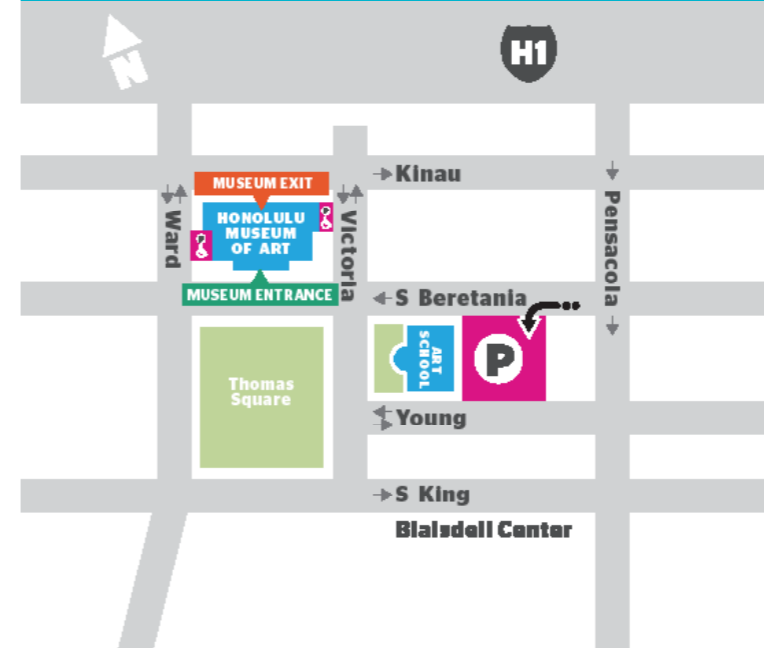 N
H1
Kinau
MUSEUM EXIT
HONOLULU
MUSEUM
OF ART
P
P
Ward
Victoria
Pensacola
MUSEUM ENTRANCE
S Beretania
ART
SCHOOL
P
Thomas
Square
Young
S King
Blaisdell Center